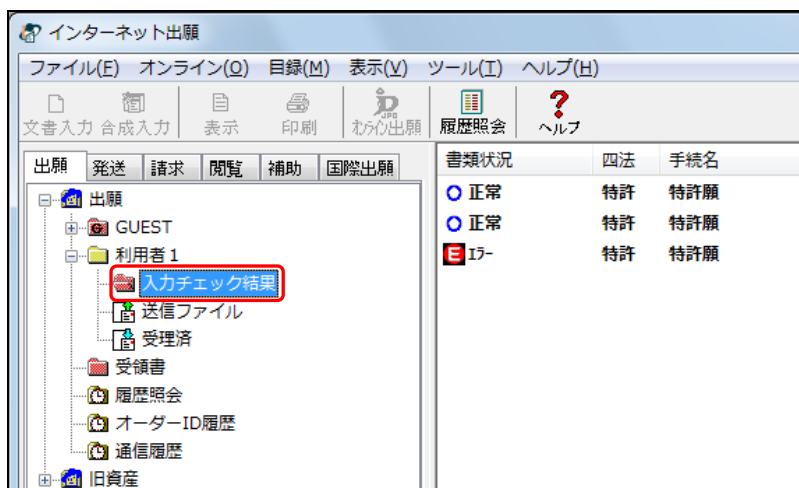 インターネット出願
ファイル(F) オンライン(O) 目録(M) 表示(V) ツール(T) ヘルプ(H)
文書入力 合成入力 表示 印刷 JPO ｵﾝﾗｲﾝ出願 履歴照会 ヘルプ
出願 発送 請求 閲覧 補助 国際出願
書類状況 四法 手続名
出願
GUEST
利用者1
入力チェック結果
送信ファイル
受理済
受領書
履歴照会
オーダーID履歴
通信履歴
旧資産
正常 特許 特許願
正常 特許 特許願
E ｴﾗｰ 特許 特許願